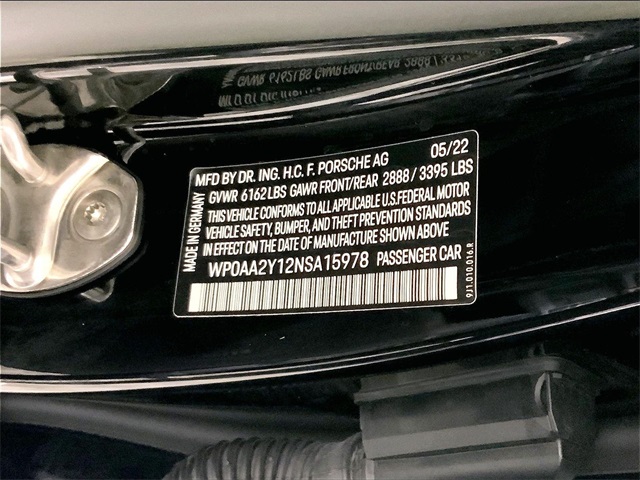 MFD BY DR. ING. H.C. F. PORSCHE AG 05/22
GVWR 6162 LBS GAWR FRONT/REAR 2888 / 3395 LBS
THIS VEHICLE CONFORMS TO ALL APPLICABLE U.S. FEDERAL MOTOR
VEHICLE SAFETY, BUMPER, AND THEFT PREVENTION STANDARDS
IN EFFECT ON THE DATE OF MANUFACTURE SHOWN ABOVE
WP0AA2Y12NSA15978 PASSENGER CAR
MADE IN GERMANY
9J1.010.016.R